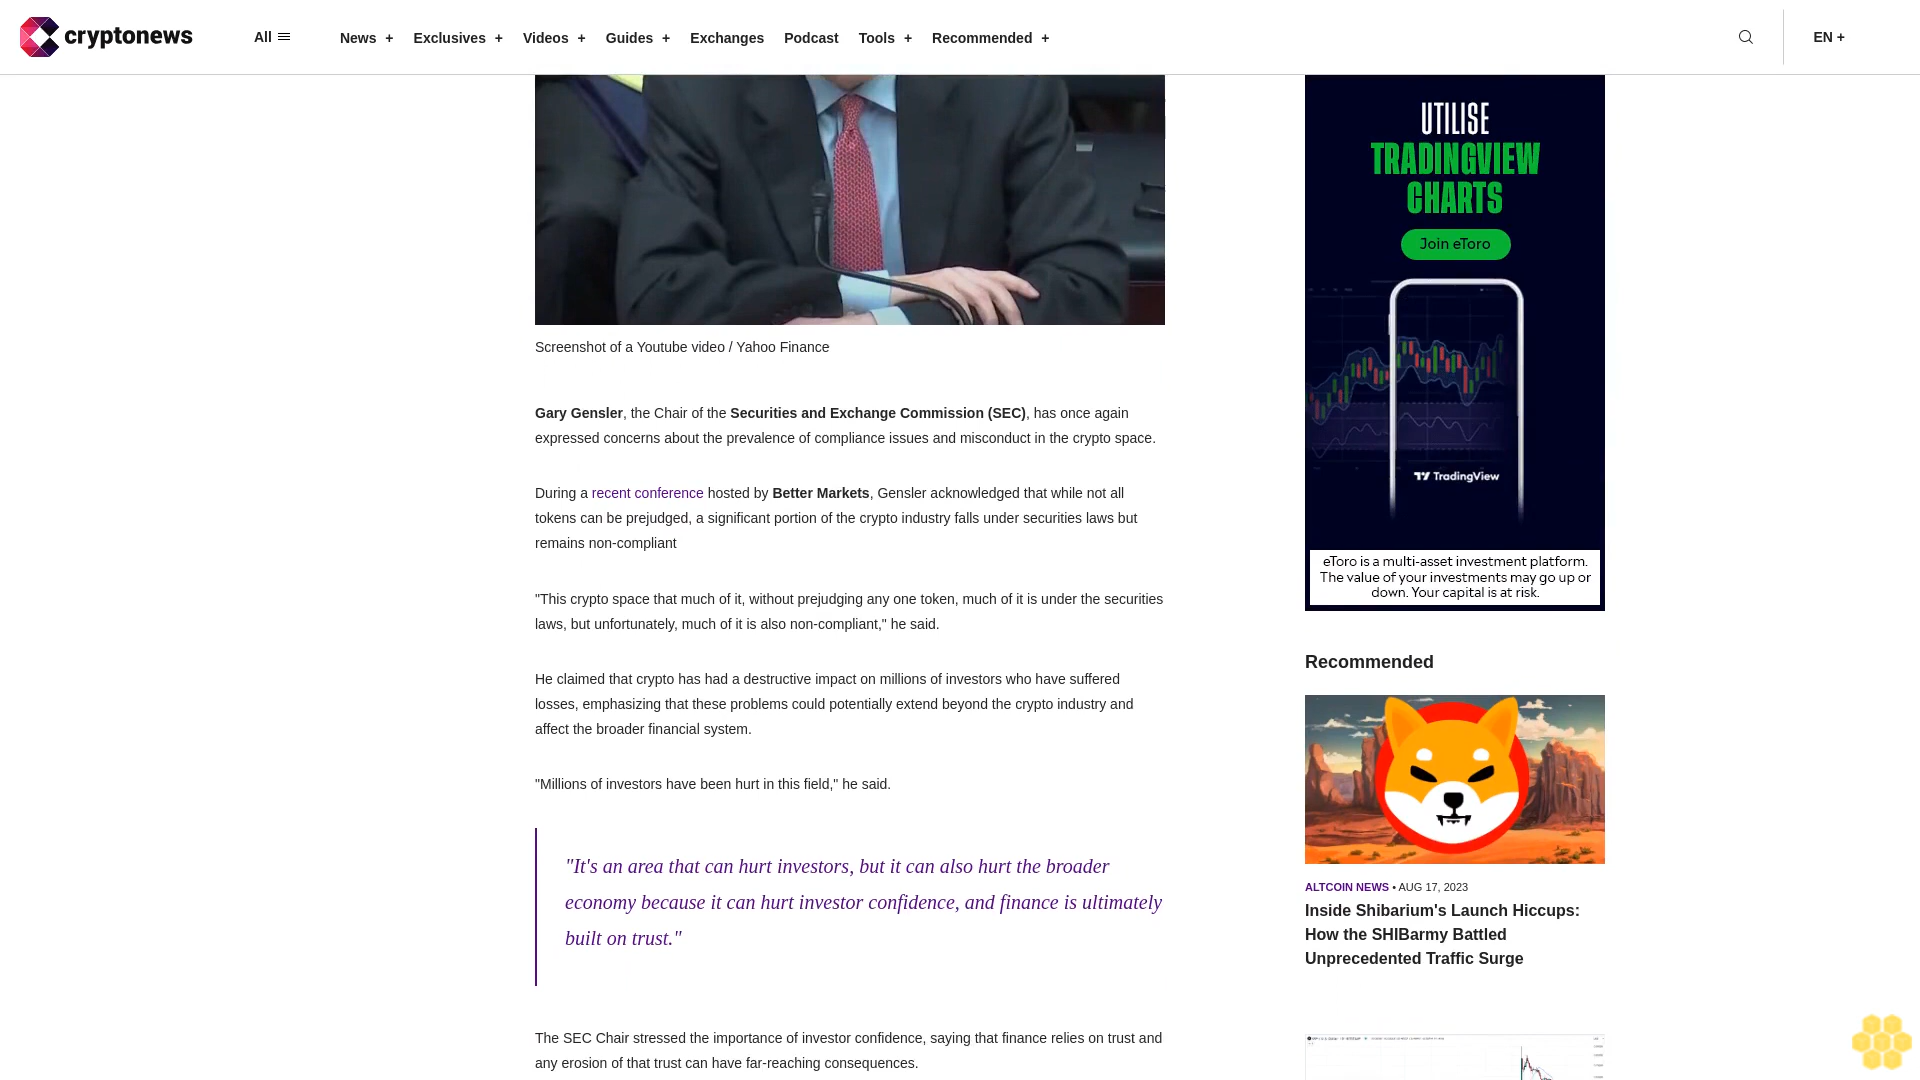 cryptonews
All
News +
Exclusives +
Videos +
Guides +
Exchanges
Podcast
Tools +
Recommended +
EN +
Screenshot of a Youtube video / Yahoo Finance
Gary Gensler, the Chair of the Securities and Exchange Commission (SEC), has once again
expressed concerns about the prevalence of compliance issues and misconduct in the crypto space.
During a recent conference hosted by Better Markets, Gensler acknowledged that while not all
tokens can be prejudged, a significant portion of the crypto industry falls under securities laws but
remains non-compliant
"This crypto space that much of it, without prejudging any one token, much of it is under the securities
laws, but unfortunately, much of it is also non-compliant," he said.
He claimed that crypto has had a destructive impact on millions of investors who have suffered
losses, emphasizing that these problems could potentially extend beyond the crypto industry and
affect the broader financial system.
"Millions of investors have been hurt in this field," he said.
"It's an area that can hurt investors, but it can also hurt the broader
economy because it can hurt investor confidence, and finance is ultimately
built on trust."
The SEC Chair stressed the importance of investor confidence, saying that finance relies on trust and
any erosion of that trust can have far-reaching consequences.
UTILISE
TRADINGVIEW
CHARTS
Join eToro
TradingView
eToro is a multi-asset investment platform.
The value of your investments may go up or
down. Your capital is at risk.
Recommended
ALTCOIN NEWS • AUG 17, 2023
Inside Shibarium's Launch Hiccups:
How the SHIBarmy Battled
Unprecedented Traffic Surge